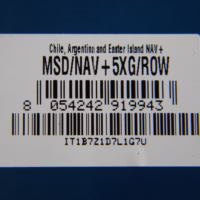 Chile, Argentina and Easter Island NAV+
MSD/NAV+5XG/ROW
8 054242 919943
IT1B7Z1D7L1G7U